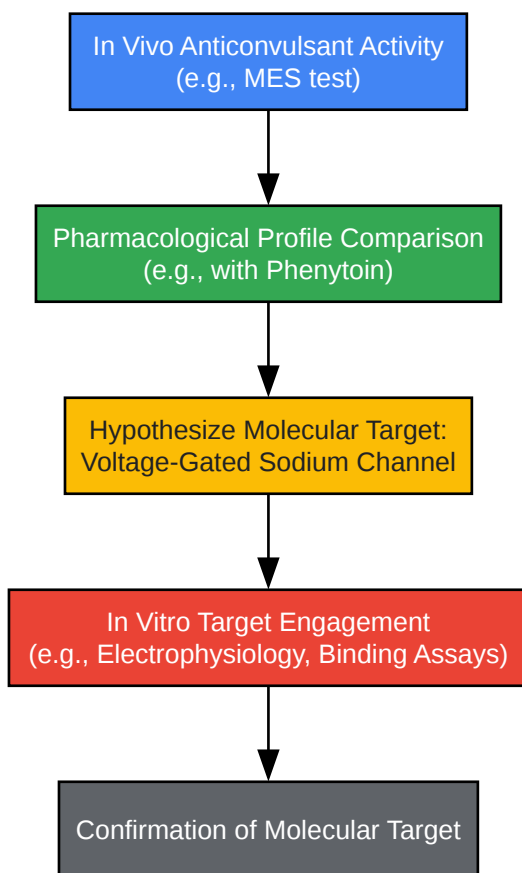 In Vivo Anticonvulsant Activity
(e.g., MES test)
Pharmacological Profile Comparison
(e.g., with Phenytoin)
Hypothesize Molecular Target:
Voltage-Gated Sodium Channel
In Vitro Target Engagement
(e.g., Electrophysiology, Binding Assays)
Confirmation of Molecular Target